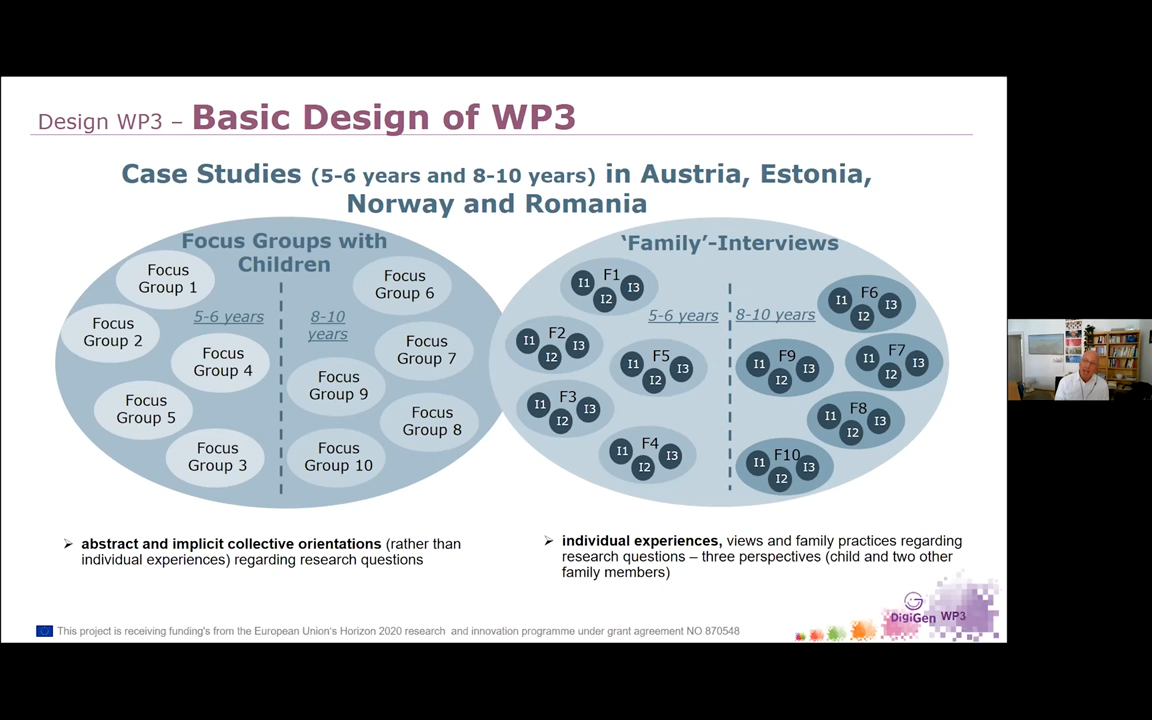 Design WP3 – Basic Design of WP3
Case Studies (5-6 years and 8-10 years) in Austria, Estonia,
Norway and Romania
Focus Groups with
Children
Focus
Group 1
Focus
Group 2
5-6 years
Focus
Group 4
Focus
Group 5
Focus
Group 3
Focus
Group 6
8-10
years
Focus
Group 7
Focus
Group 9
Focus
Group 8
Focus
Group 10
‘Family’-Interviews
F1
I1
I2
I3
F2
I1
I2
I3
5-6 years
F5
I1
I2
I3
F3
I1
I2
I3
F4
I1
I2
I3
8-10 years
F6
I1
I2
I3
F9
I1
I2
I3
F7
I1
I2
I3
F8
I1
I2
I3
F10
I1
I2
I3
➢ abstract and implicit collective orientations (rather than
individual experiences) regarding research questions
➢ individual experiences, views and family practices regarding
research questions – three perspectives (child and two other
family members)
This project is receiving funding's from the European Union's Horizon 2020 research and innovation programme under grant agreement NO 870548
DigiGen WP3